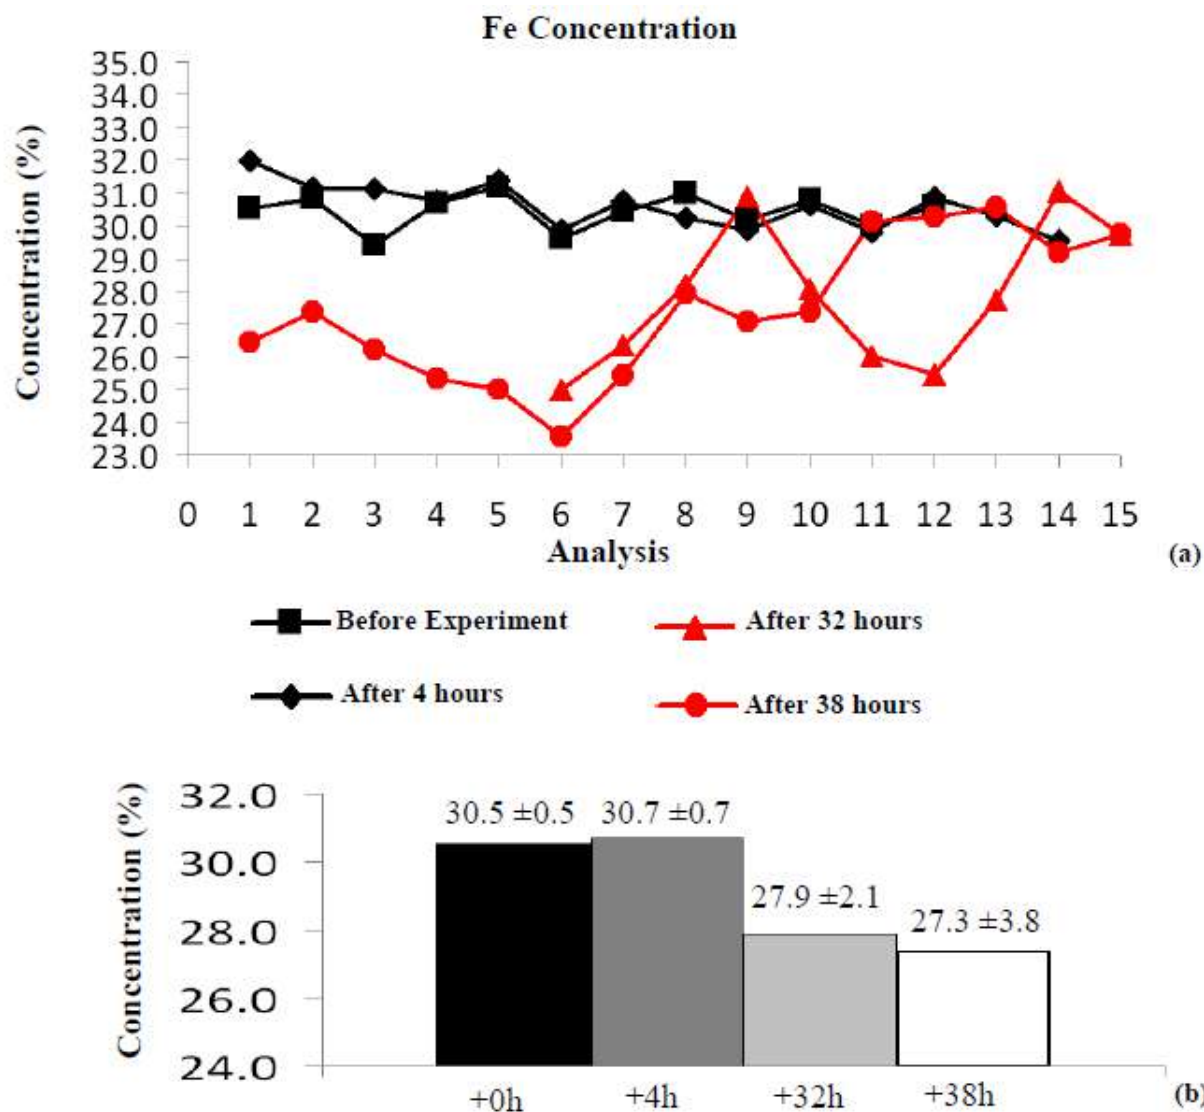 Fe Concentration
Concentration (%)
35.0
34.0
33.0
32.0
31.0
30.0
29.0
28.0
27.0
26.0
25.0
24.0
23.0
0 1 2 3 4 5 6 7 8 9 10 11 12 13 14 15
Analysis
(a)
Before Experiment
After 32 hours
After 4 hours
After 38 hours
Concentration (%)
32.0
30.0
28.0
26.0
24.0
30.5 ±0.5 30.7 ±0.7
27.9 ±2.1
27.3 ±3.8
+0h +4h +32h +38h
(b)